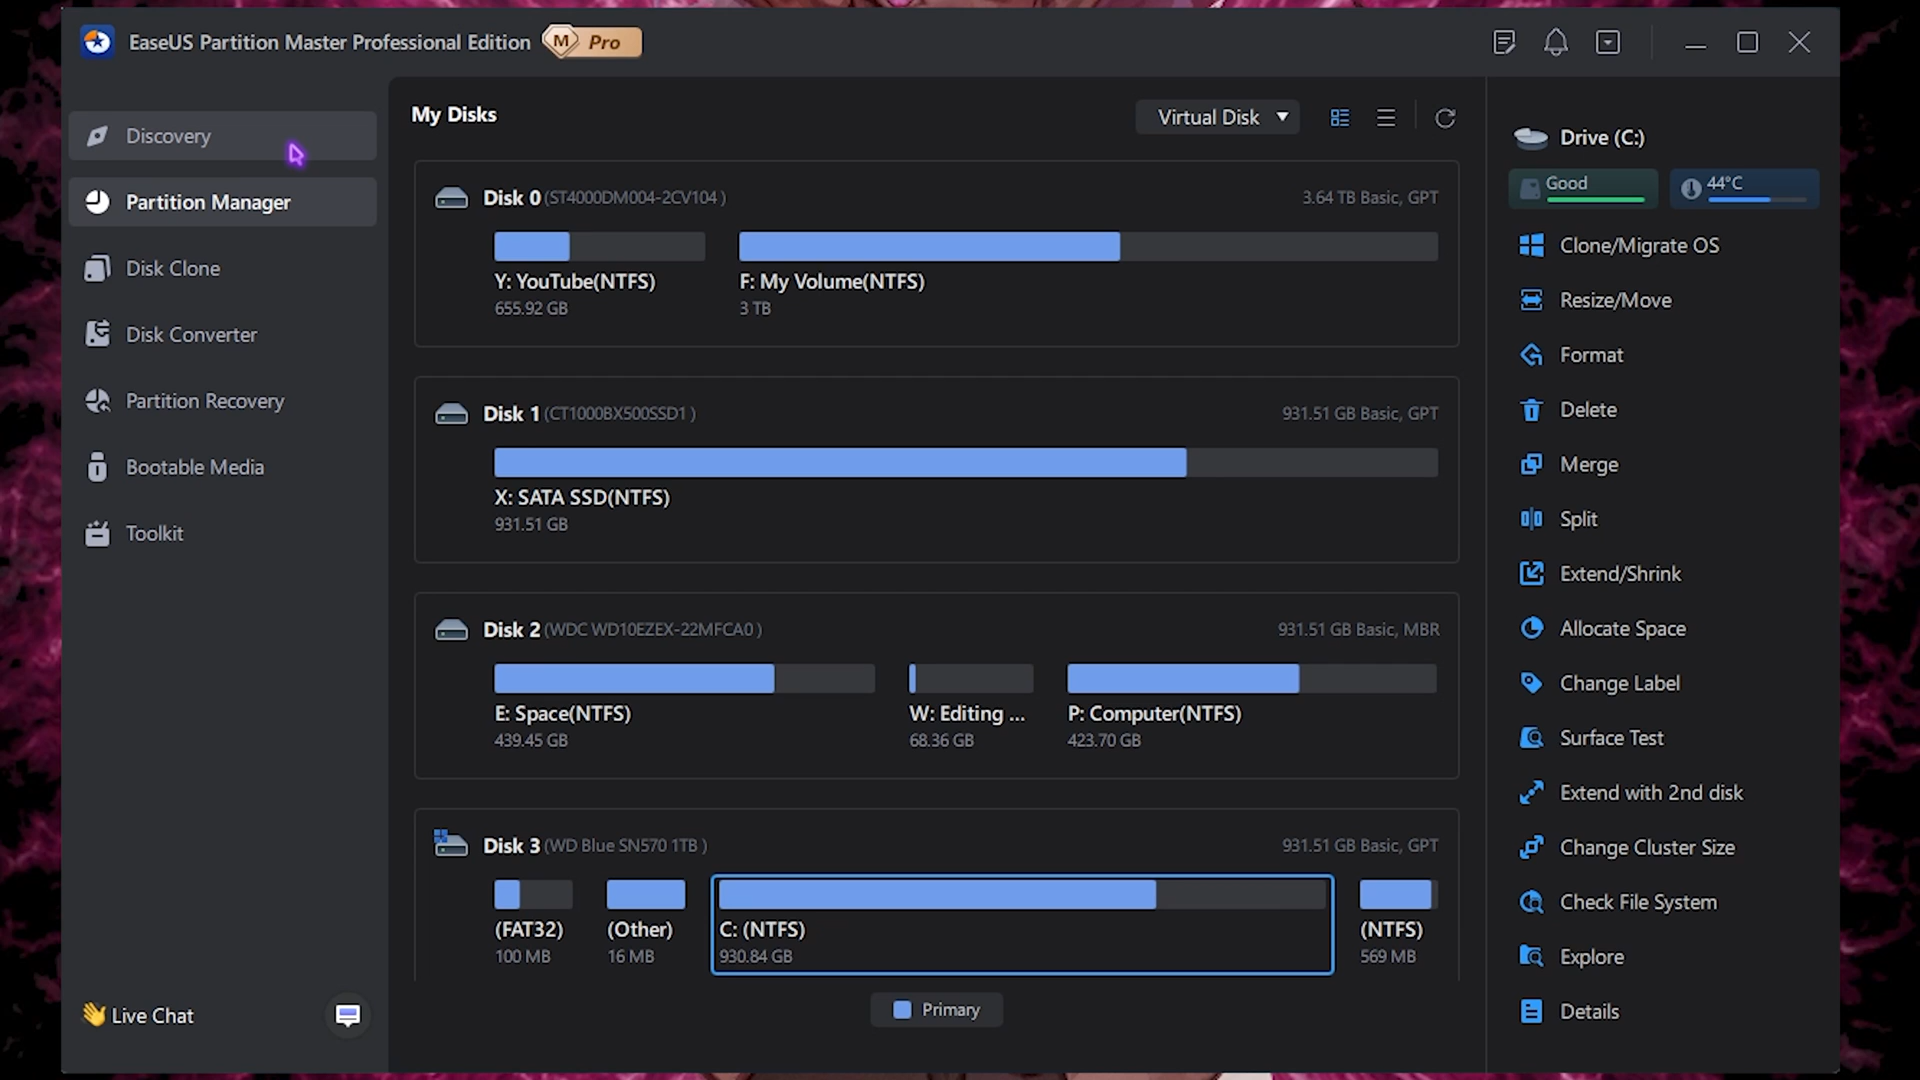 EaseUS Partition Master Professional Edition
M Pro
Discovery
Partition Manager
Disk Clone
Disk Converter
Partition Recovery
Bootable Media
Toolkit
Live Chat
My Disks
Virtual Disk
Disk 0 (ST4000DM004-2CV104 )
3.64 TB Basic, GPT
Y: YouTube(NTFS)
655.92 GB
F: My Volume(NTFS)
3 TB
Disk 1 (CT1000BX500SSD1 )
931.51 GB Basic, GPT
X: SATA SSD(NTFS)
931.51 GB
Disk 2 (WDC WD10EZEX-22MFCA0 )
931.51 GB Basic, MBR
E: Space(NTFS)
439.45 GB
W: Editing ...
68.36 GB
P: Computer(NTFS)
423.70 GB
Disk 3 (WD Blue SN570 1TB )
931.51 GB Basic, GPT
(FAT32)
100 MB
(Other)
16 MB
C: (NTFS)
930.84 GB
(NTFS)
569 MB
Primary
Drive (C:)
Good
44°C
Clone/Migrate OS
Resize/Move
Format
Delete
Merge
Split
Extend/Shrink
Allocate Space
Change Label
Surface Test
Extend with 2nd disk
Change Cluster Size
Check File System
Explore
Details